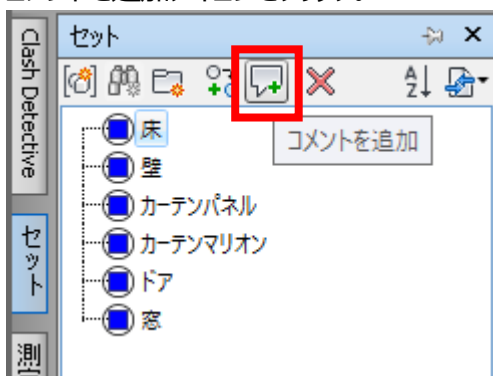 セット
Clash Detective
コメントを追加
床
壁
カーテンパネル
カーテンマリオン
ドア
窓
セット